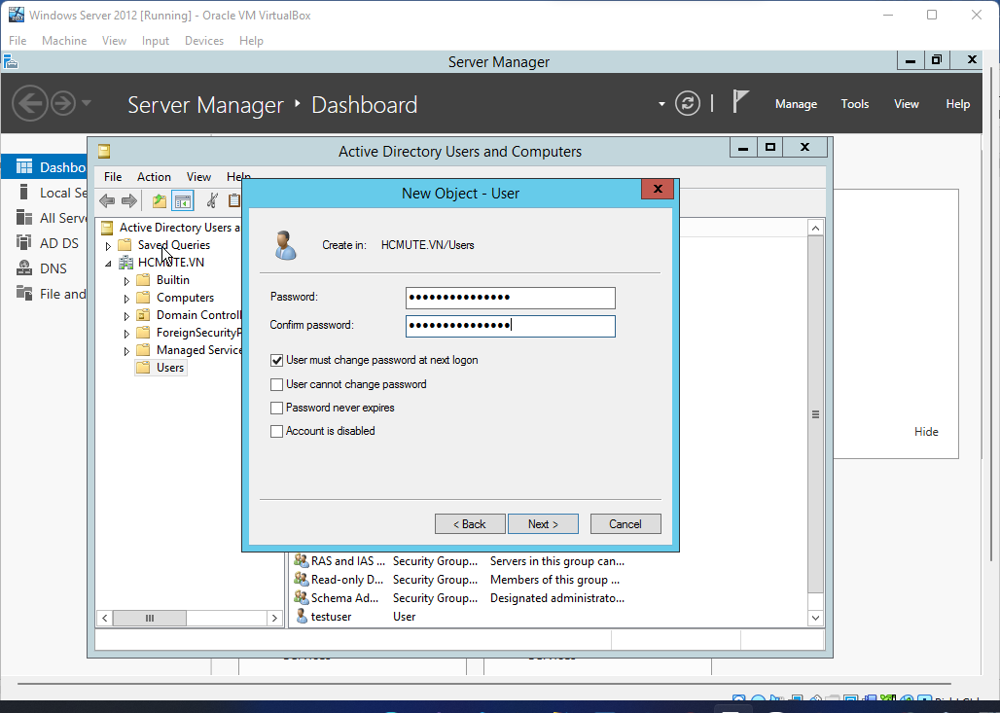 Windows Server 2012 [Running] - Oracle VM VirtualBox
File Machine View Input Devices Help
Server Manager
Server Manager Dashboard
Manage Tools View Help
Dashbo
Local Se
All Serve
AD DS
DNS
File and
Active Directory Users and Computers
File Action View Help
Active Directory Users a
Saved Queries
HCMUTE.VN
Builtin
Computers
Domain Controll
ForeignSecurityP
Managed Service
Users
New Object - User
Create in: HCMUTE.VN/Users
Password:
Confirm password:
User must change password at next logon
User cannot change password
Password never expires
Account is disabled
< Back Next > Cancel
Hide
RAS and IAS ... Security Group... Servers in this group can...
Read-only D... Security Group... Members of this group ...
Schema Ad... Security Group... Designated administrato...
testuser User